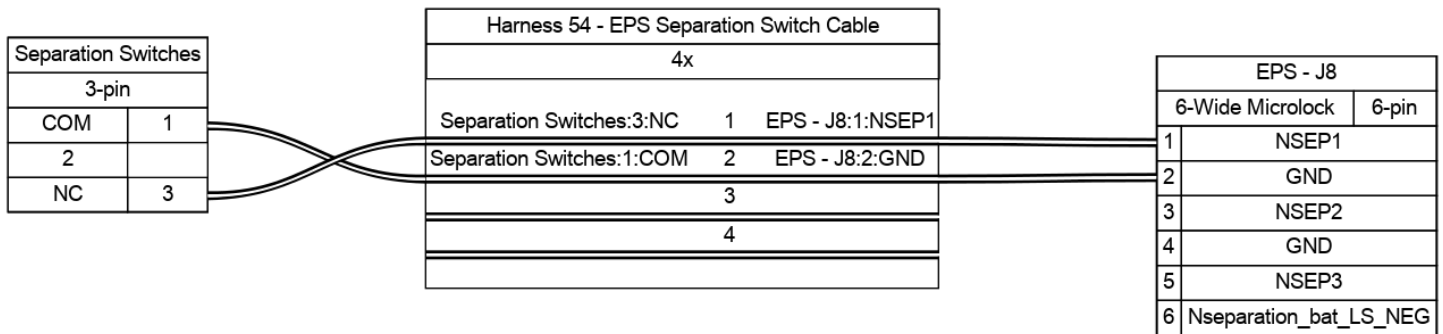 Separation Switches
3-pin
COM 1
2
NC 3
Harness 54 - EPS Separation Switch Cable
4x
Separation Switches:3:NC 1 EPS - J8:1:NSEP1
Separation Switches:1:COM 2 EPS - J8:2:GND
3
4
EPS - J8
6-Wide Microlock 6-pin
1 NSEP1
2 GND
3 NSEP2
4 GND
5 NSEP3
6 Nseparation_bat_LS_NEG